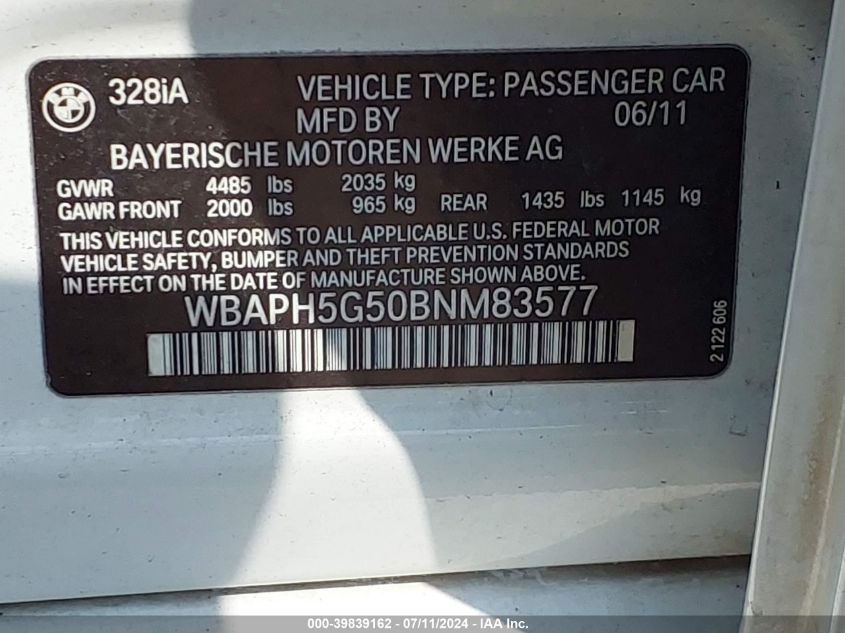 328iA VEHICLE TYPE: PASSENGER CAR
MFD BY 06/11
BAYERISCHE MOTOREN WERKE AG
GVWR 4485 lbs 2035 kg
GAWR FRONT 2000 lbs 965 kg REAR 1435 lbs 1145 kg
THIS VEHICLE CONFORMS TO ALL APPLICABLE U.S. FEDERAL MOTOR
VEHICLE SAFETY, BUMPER AND THEFT PREVENTION STANDARDS
IN EFFECT ON THE DATE OF MANUFACTURE SHOWN ABOVE.
WBAPH5G50BNM83577
2 122 606
000-39839162 - 07/11/2024 - IAA Inc.